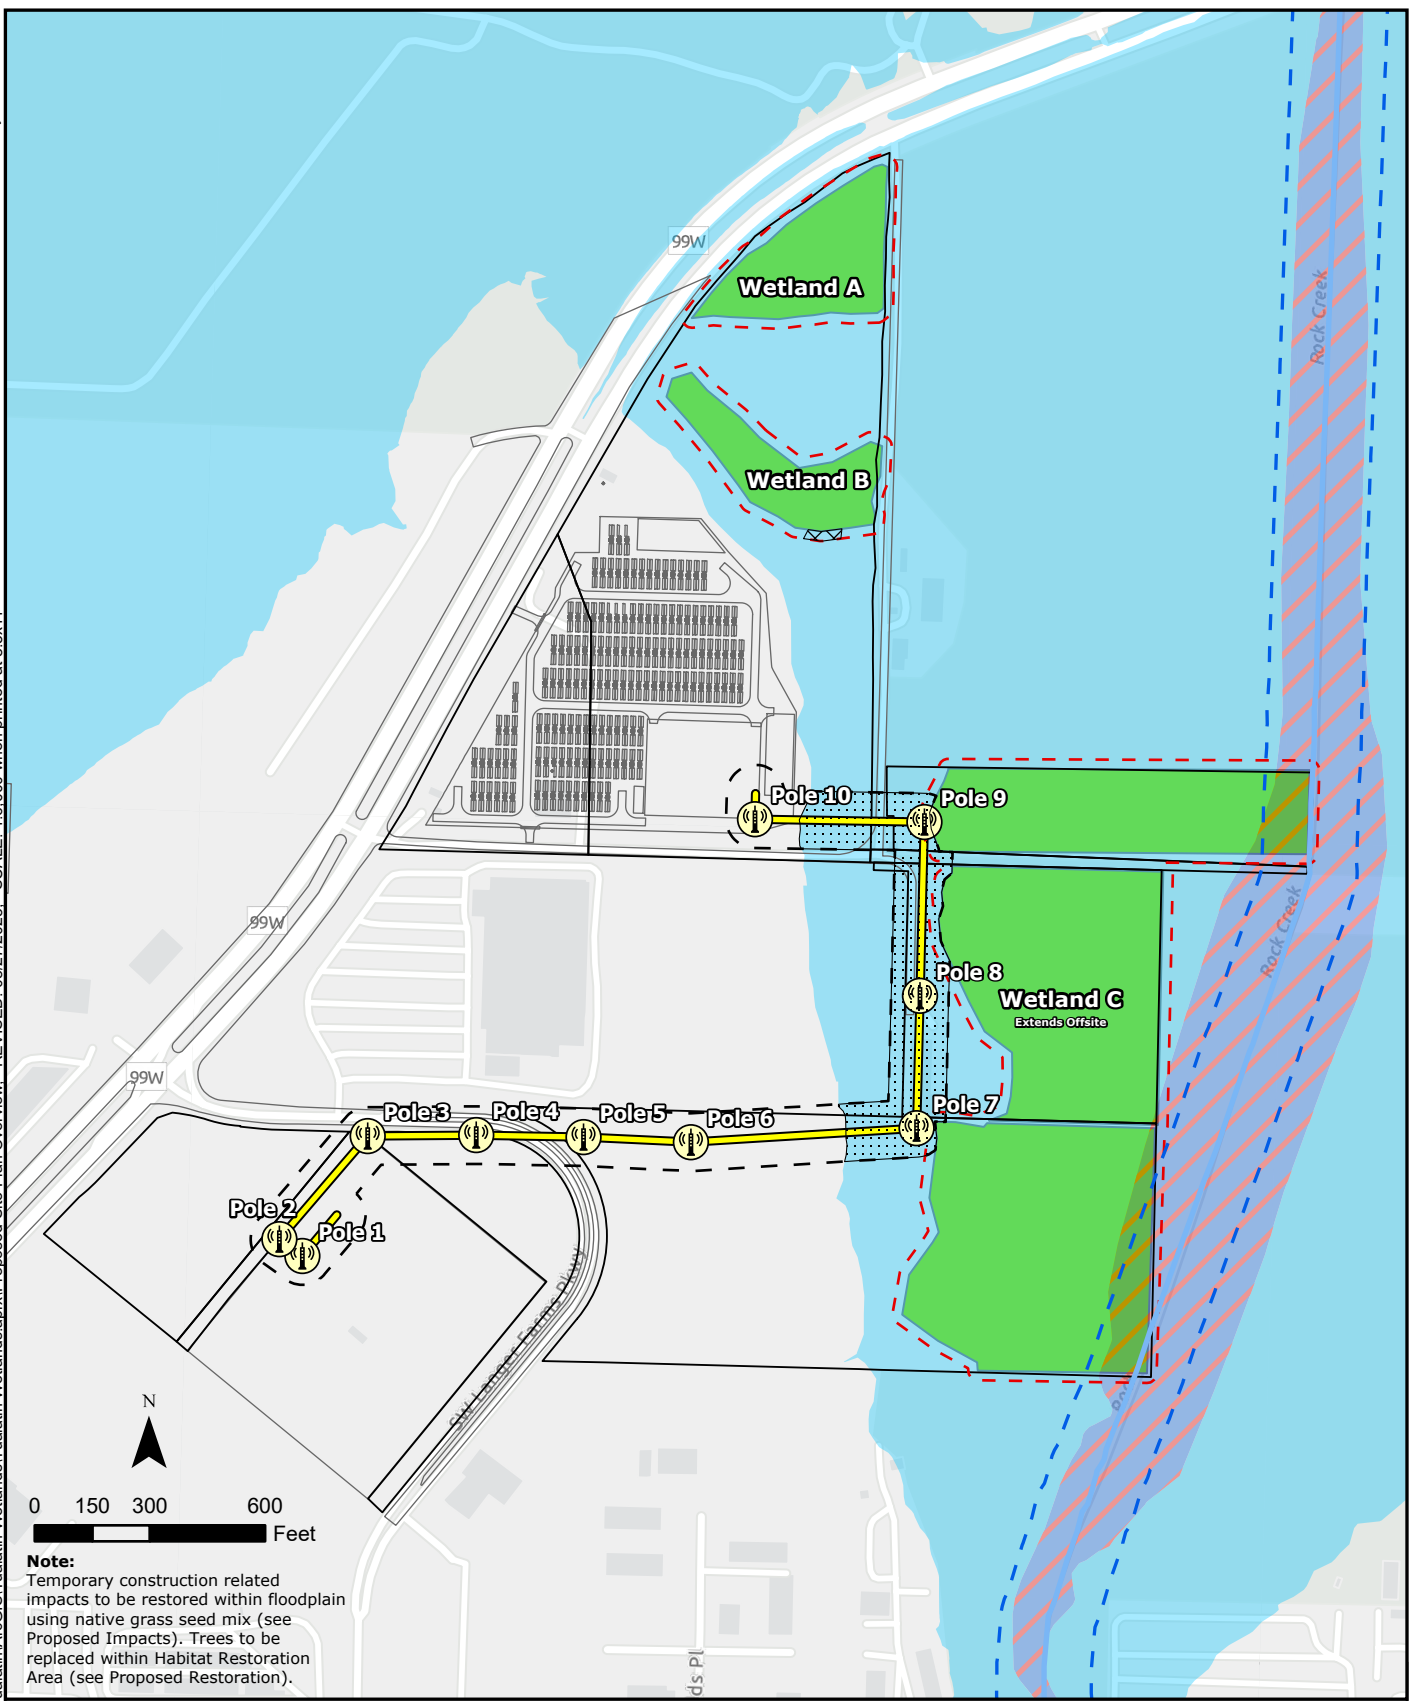 99W
Wetland A
Rock Creek
Wetland B
Pole 10
Pole 9
99W
Rock Creek
Pole 8
Wetland C
Extends Offsite
99W
Pole 3
Pole 4
Pole 5
Pole 6
Pole 7
Pole 2
Pole 1
SW Langer Farms Pkwy
N
0 150 300 600
Feet
Note:
Temporary construction related
impacts to be restored within floodplain
using native grass seed mix (see
Proposed Impacts). Trees to be
replaced within Habitat Restoration
Area (see Proposed Restoration).
ds Pl